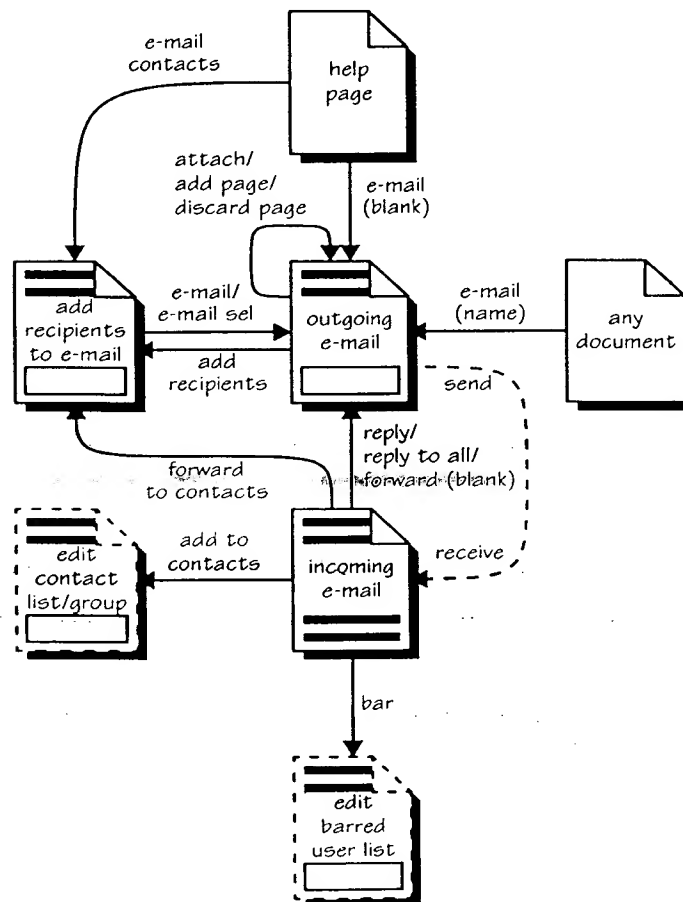 e-mail
contacts
help
page
attach/
add page/
discard page
e-mail
(blank)
add
recipients
to e-mail
e-mail/
e-mail sel
add
recipients
outgoing
e-mail
e-mail
(name)
any
document
send
reply/
reply to all/
forward (blank)
forward
to contacts
edit
contact
list/group
add to
contacts
incoming
e-mail
receive
bar
edit
barred
user list